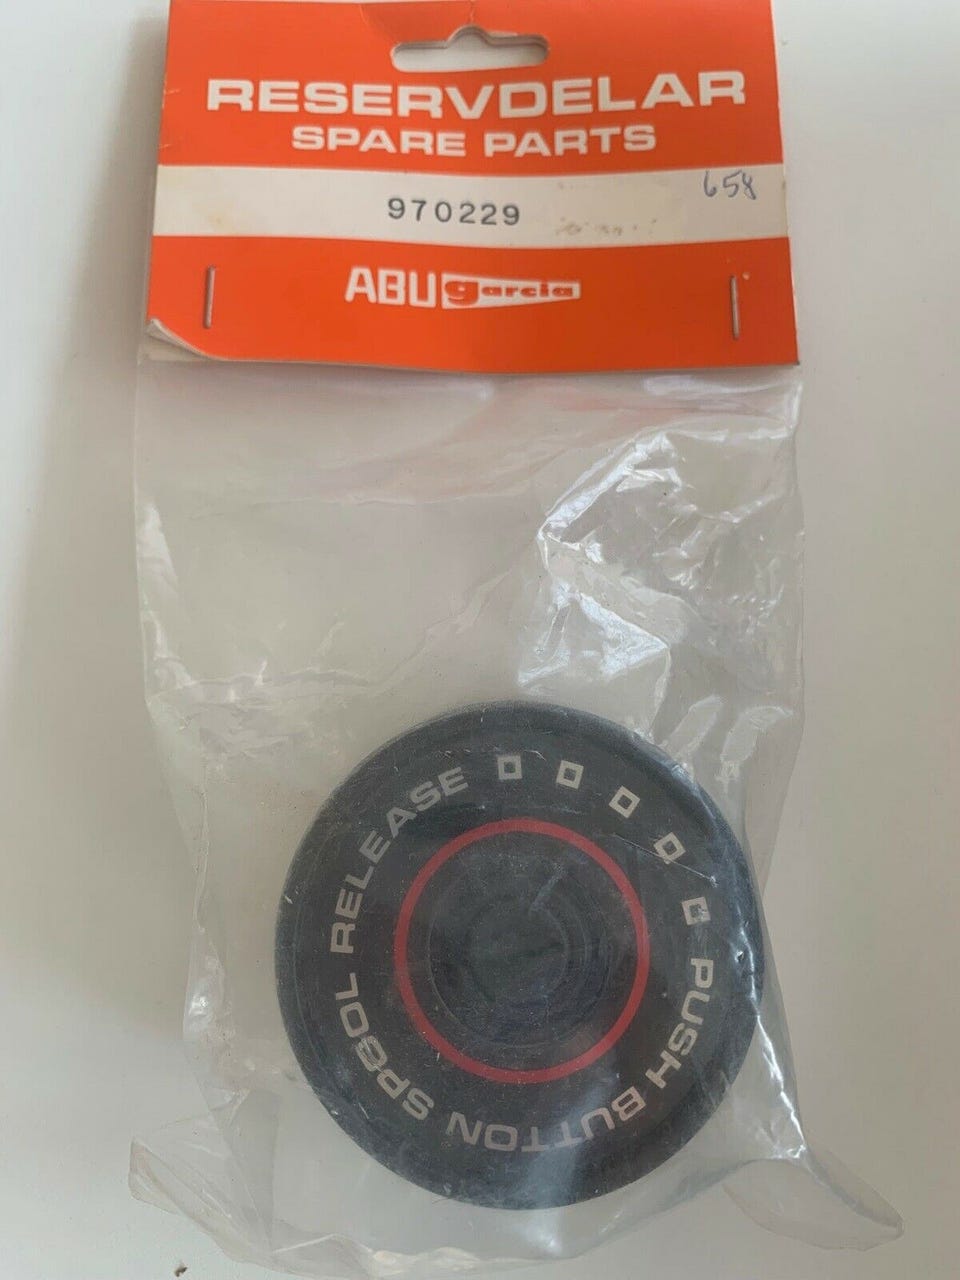 RESERVDELAR
SPARE PARTS
658
970229
ABU garcia
PUSH BUTTON SPOOL RELEASE